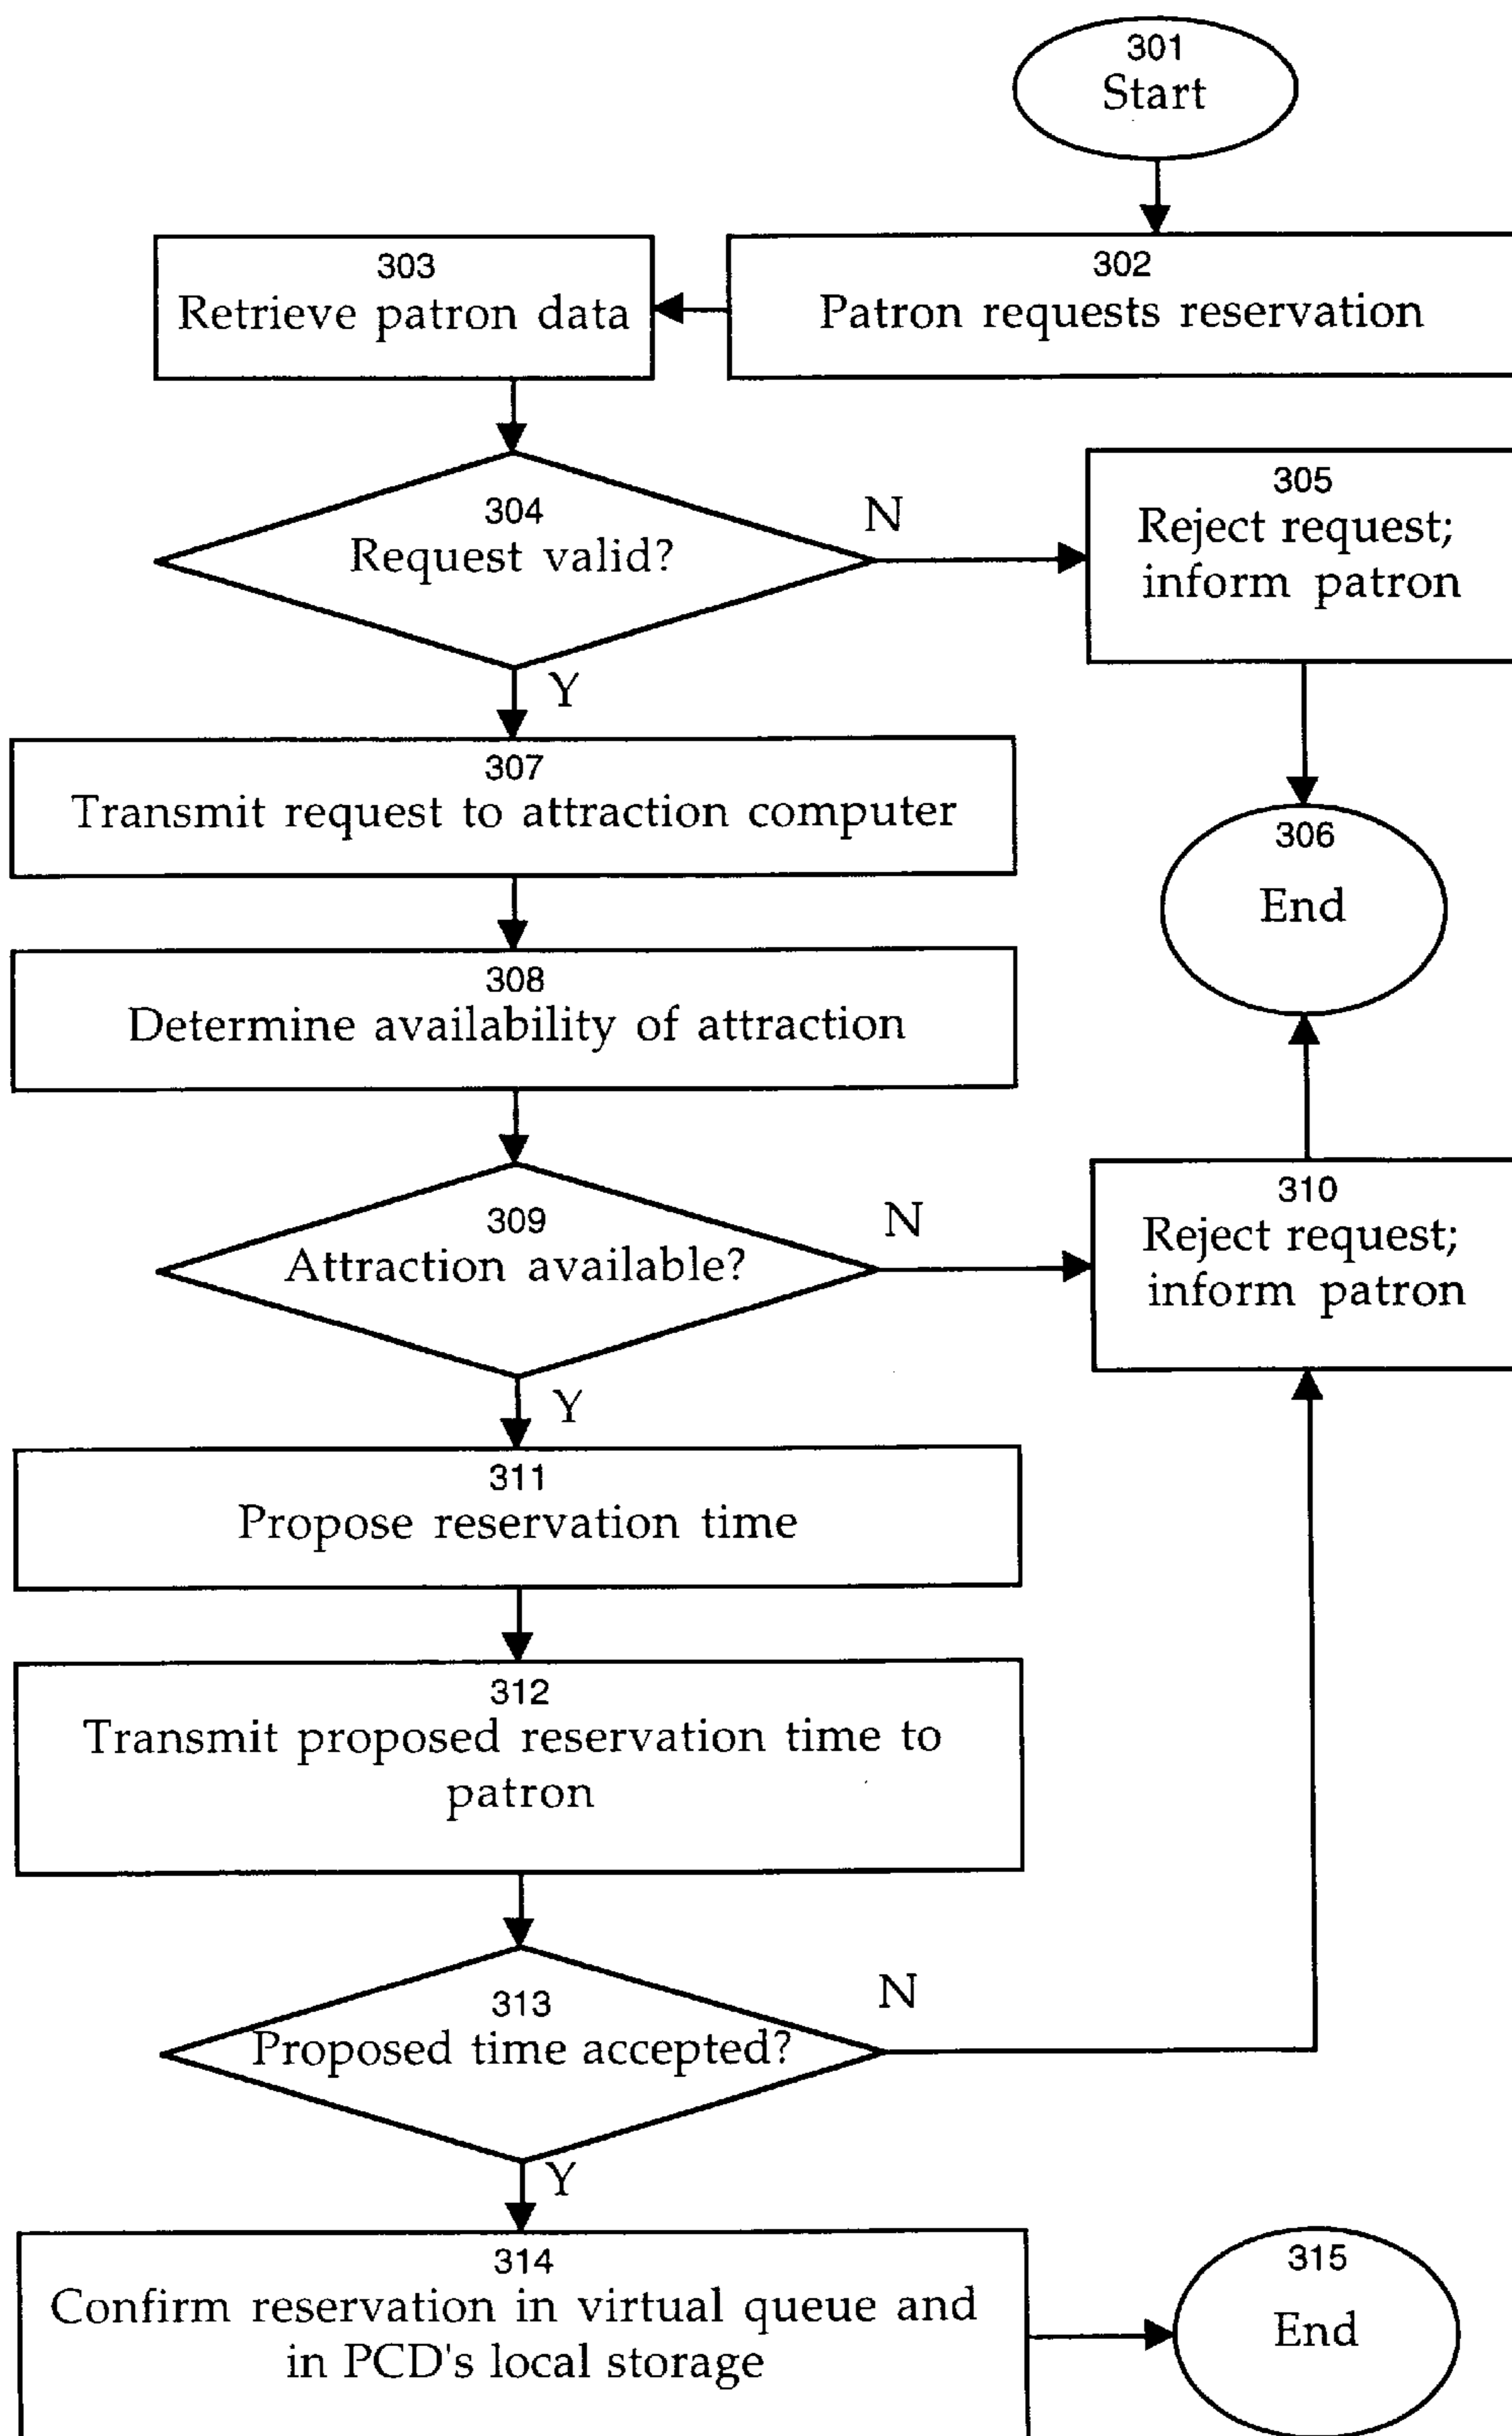 301
Start
302
Patron requests reservation
303
Retrieve patron data
304
Request valid?
N
305
Reject request;
inform patron
Y
307
Transmit request to attraction computer
306
End
308
Determine availability of attraction
309
Attraction available?
N
310
Reject request;
inform patron
Y
311
Propose reservation time
312
Transmit proposed reservation time to
patron
313
Proposed time accepted?
N
Y
314
Confirm reservation in virtual queue and
in PCD's local storage
315
End